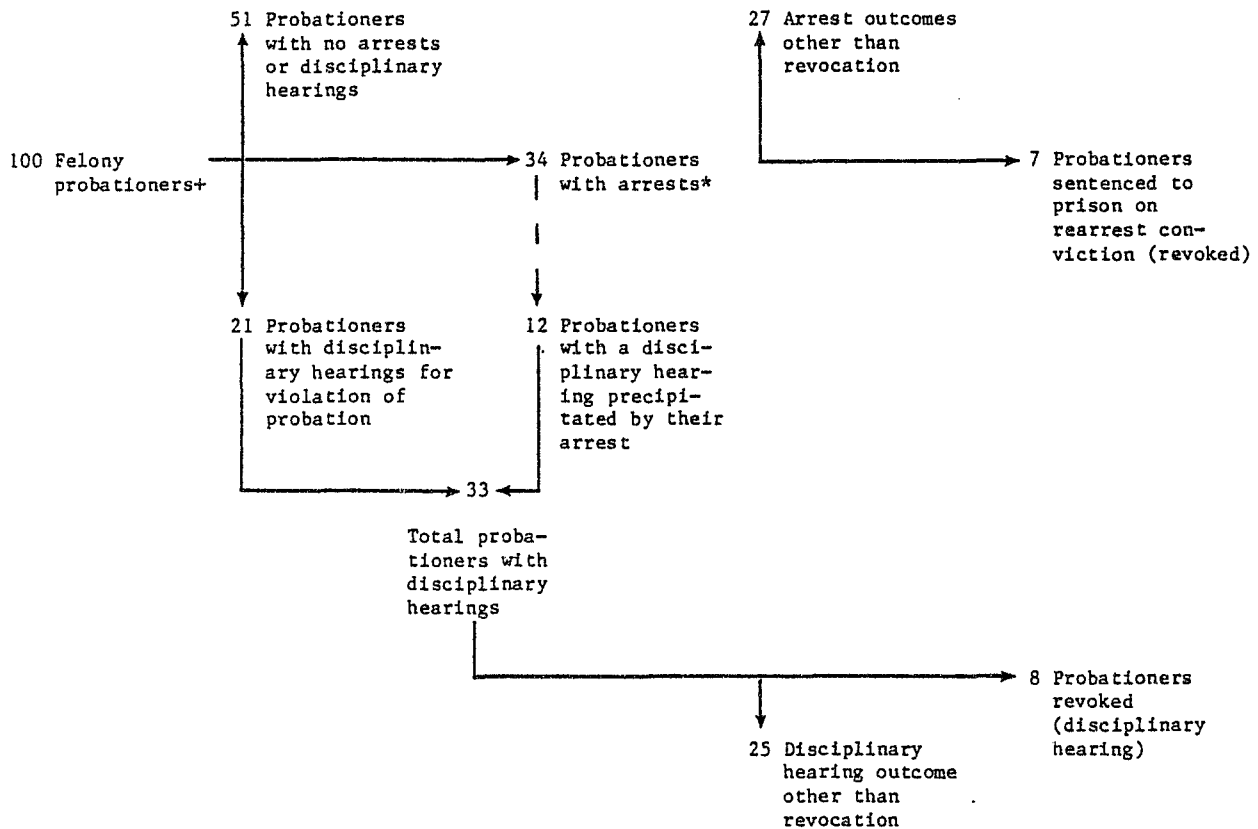 51 Probationers
with no arrests
or disciplinary
hearings
27 Arrest outcomes
other than
revocation
100 Felony
probationers+
34 Probationers
with arrests*
7 Probationers
sentenced to
prison on
rearrest con-
viction (revoked)
21 Probationers
with disciplin-
ary hearings for
violation of
probation
12 Probationers
with a disci-
plinary hear-
ing precipi-
tated by their
arrest
33
Total proba-
tioners with
disciplinary
hearings
8 Probationers
revoked
(disciplinary
hearing)
25 Disciplinary
hearing outcome
other than
revocation